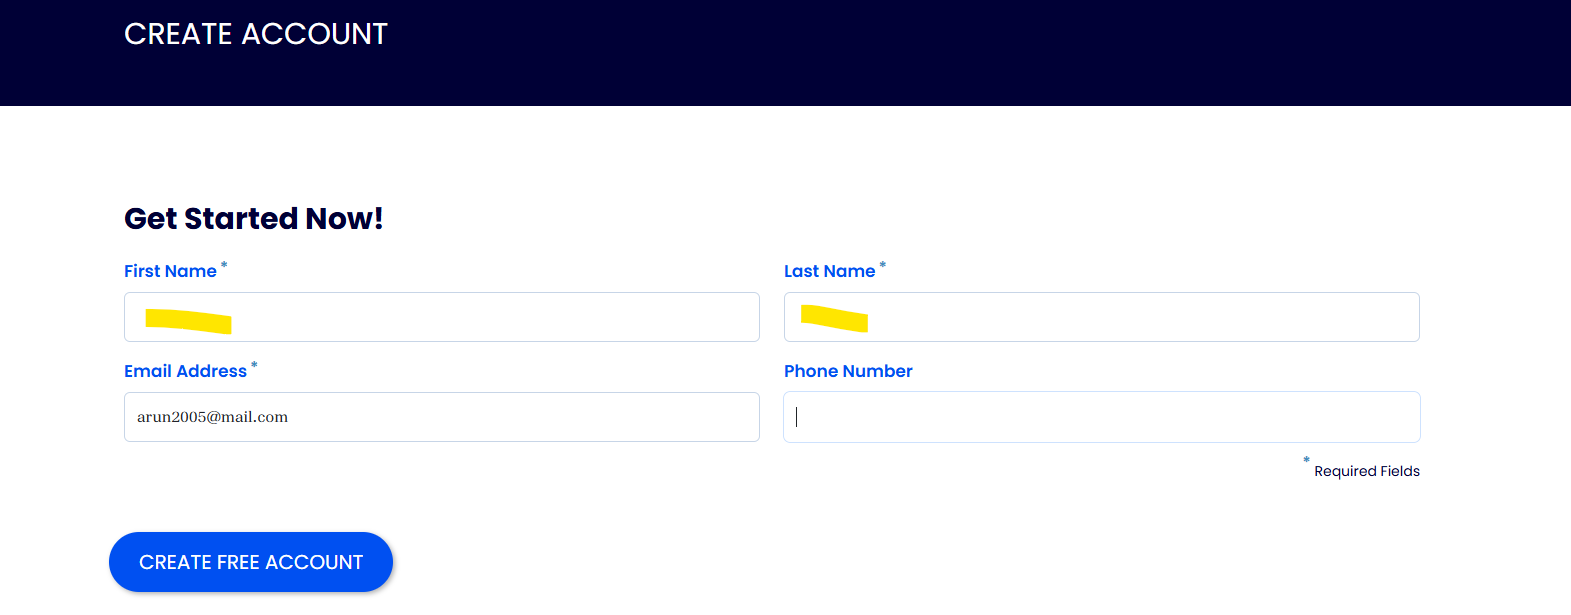 CREATE ACCOUNT
Get Started Now!
First Name *
Last Name *
Email Address *
arun2005@mail.com
Phone Number
* Required Fields
CREATE FREE ACCOUNT